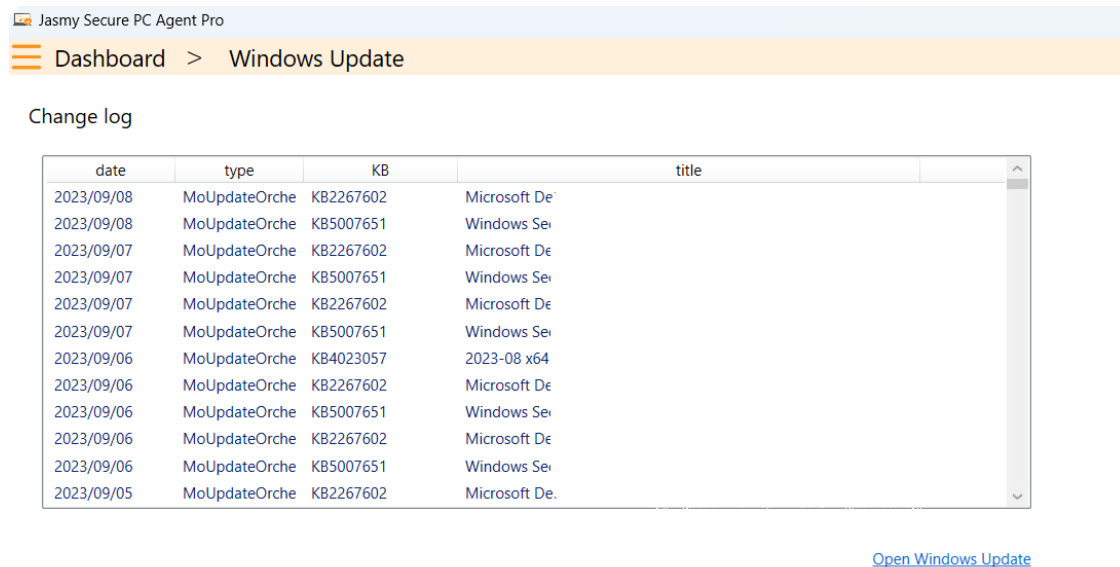 Jasmy Secure PC Agent Pro
Dashboard > Windows Update
Change log
date type KB title
2023/09/08 MoUpdateOrche KB2267602 Microsoft De
2023/09/08 MoUpdateOrche KB5007651 Windows Se
2023/09/07 MoUpdateOrche KB2267602 Microsoft De
2023/09/07 MoUpdateOrche KB5007651 Windows Se
2023/09/07 MoUpdateOrche KB2267602 Microsoft De
2023/09/07 MoUpdateOrche KB5007651 Windows Se
2023/09/06 MoUpdateOrche KB4023057 2023-08 x64
2023/09/06 MoUpdateOrche KB2267602 Microsoft De
2023/09/06 MoUpdateOrche KB5007651 Windows Se
2023/09/06 MoUpdateOrche KB2267602 Microsoft De
2023/09/06 MoUpdateOrche KB5007651 Windows Se
2023/09/05 MoUpdateOrche KB2267602 Microsoft De.
Open Windows Update